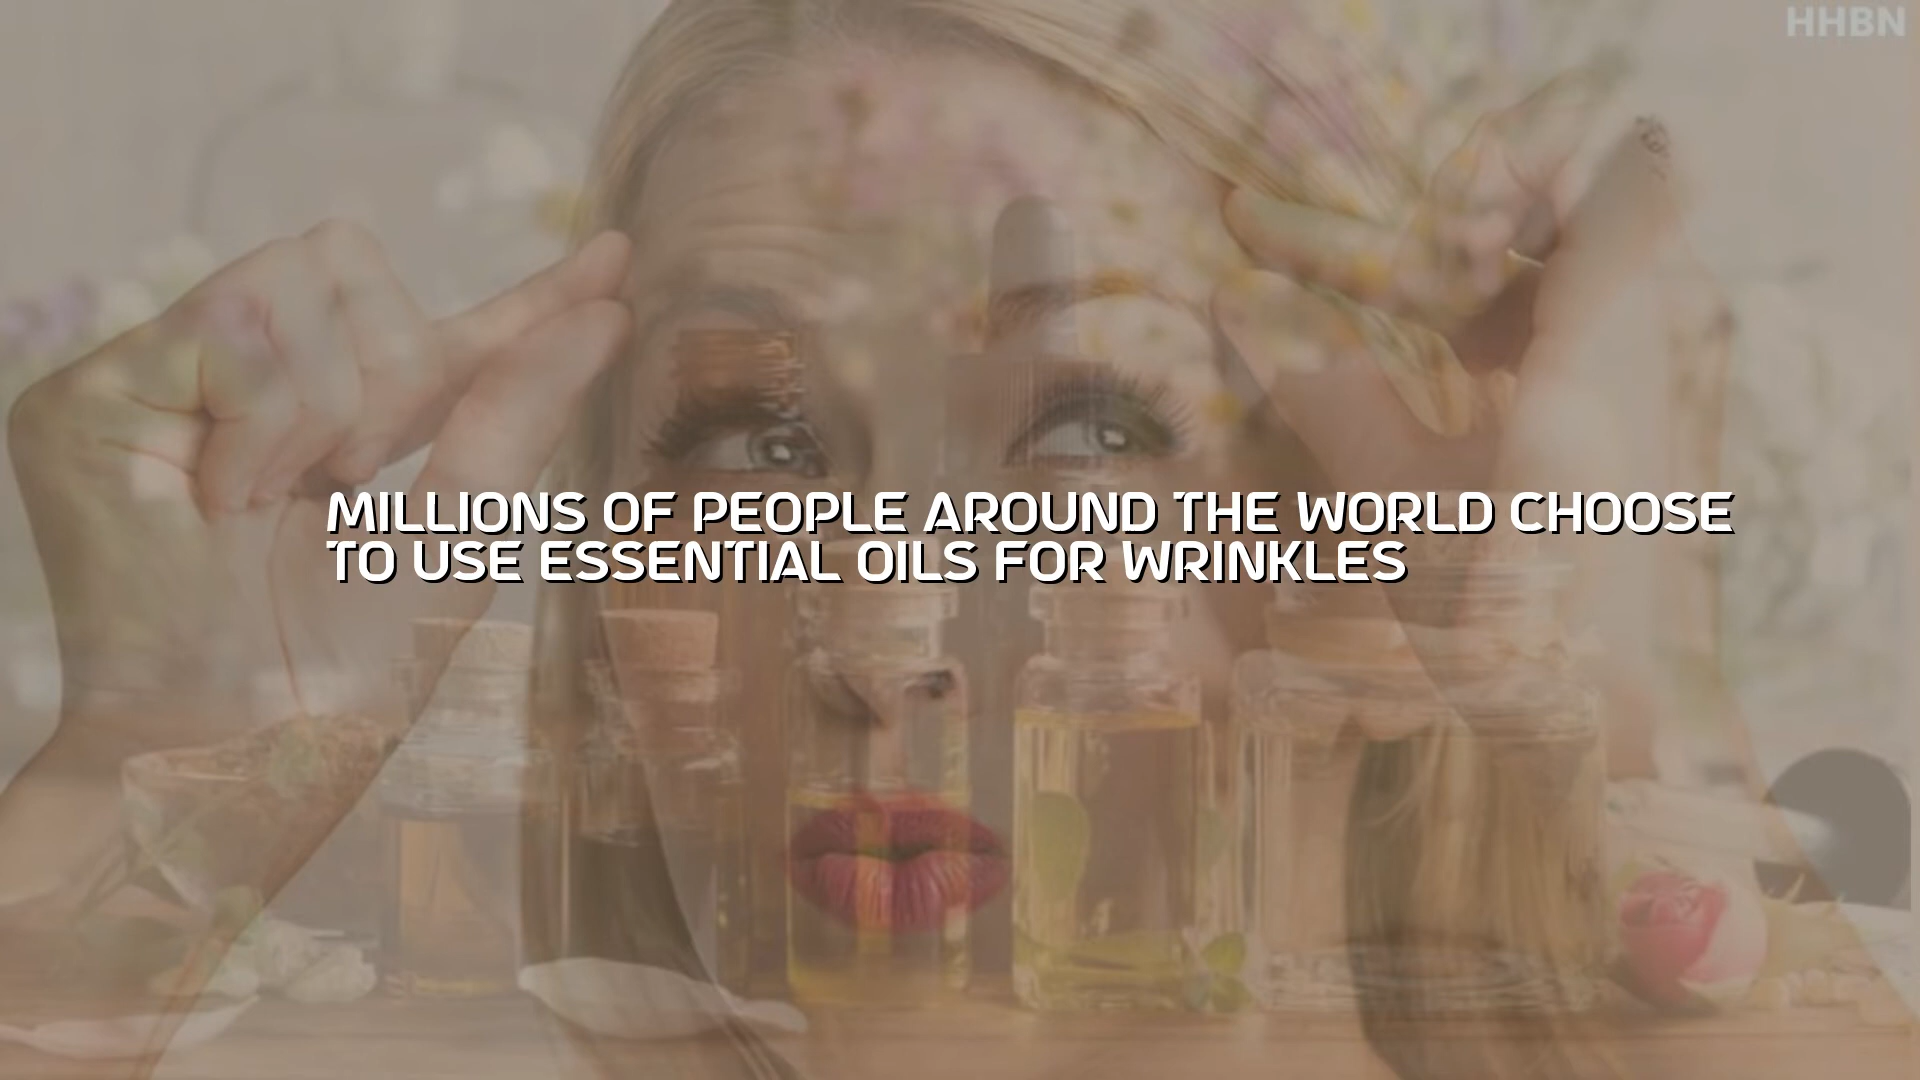 HHBN
MILLIONS OF PEOPLE AROUND THE WORLD CHOOSE
TO USE ESSENTIAL OILS FOR WRINKLES